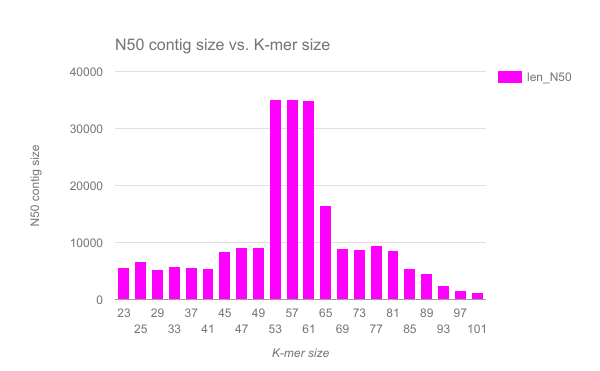 N50 contig size vs. K-mer size
len_N50
N50 contig size
40000
30000
20000
10000
0
23 29 37 45 49 57 65 73 81 89 97
25 33 41 47 53 61 69 77 85 93 101
K-mer size